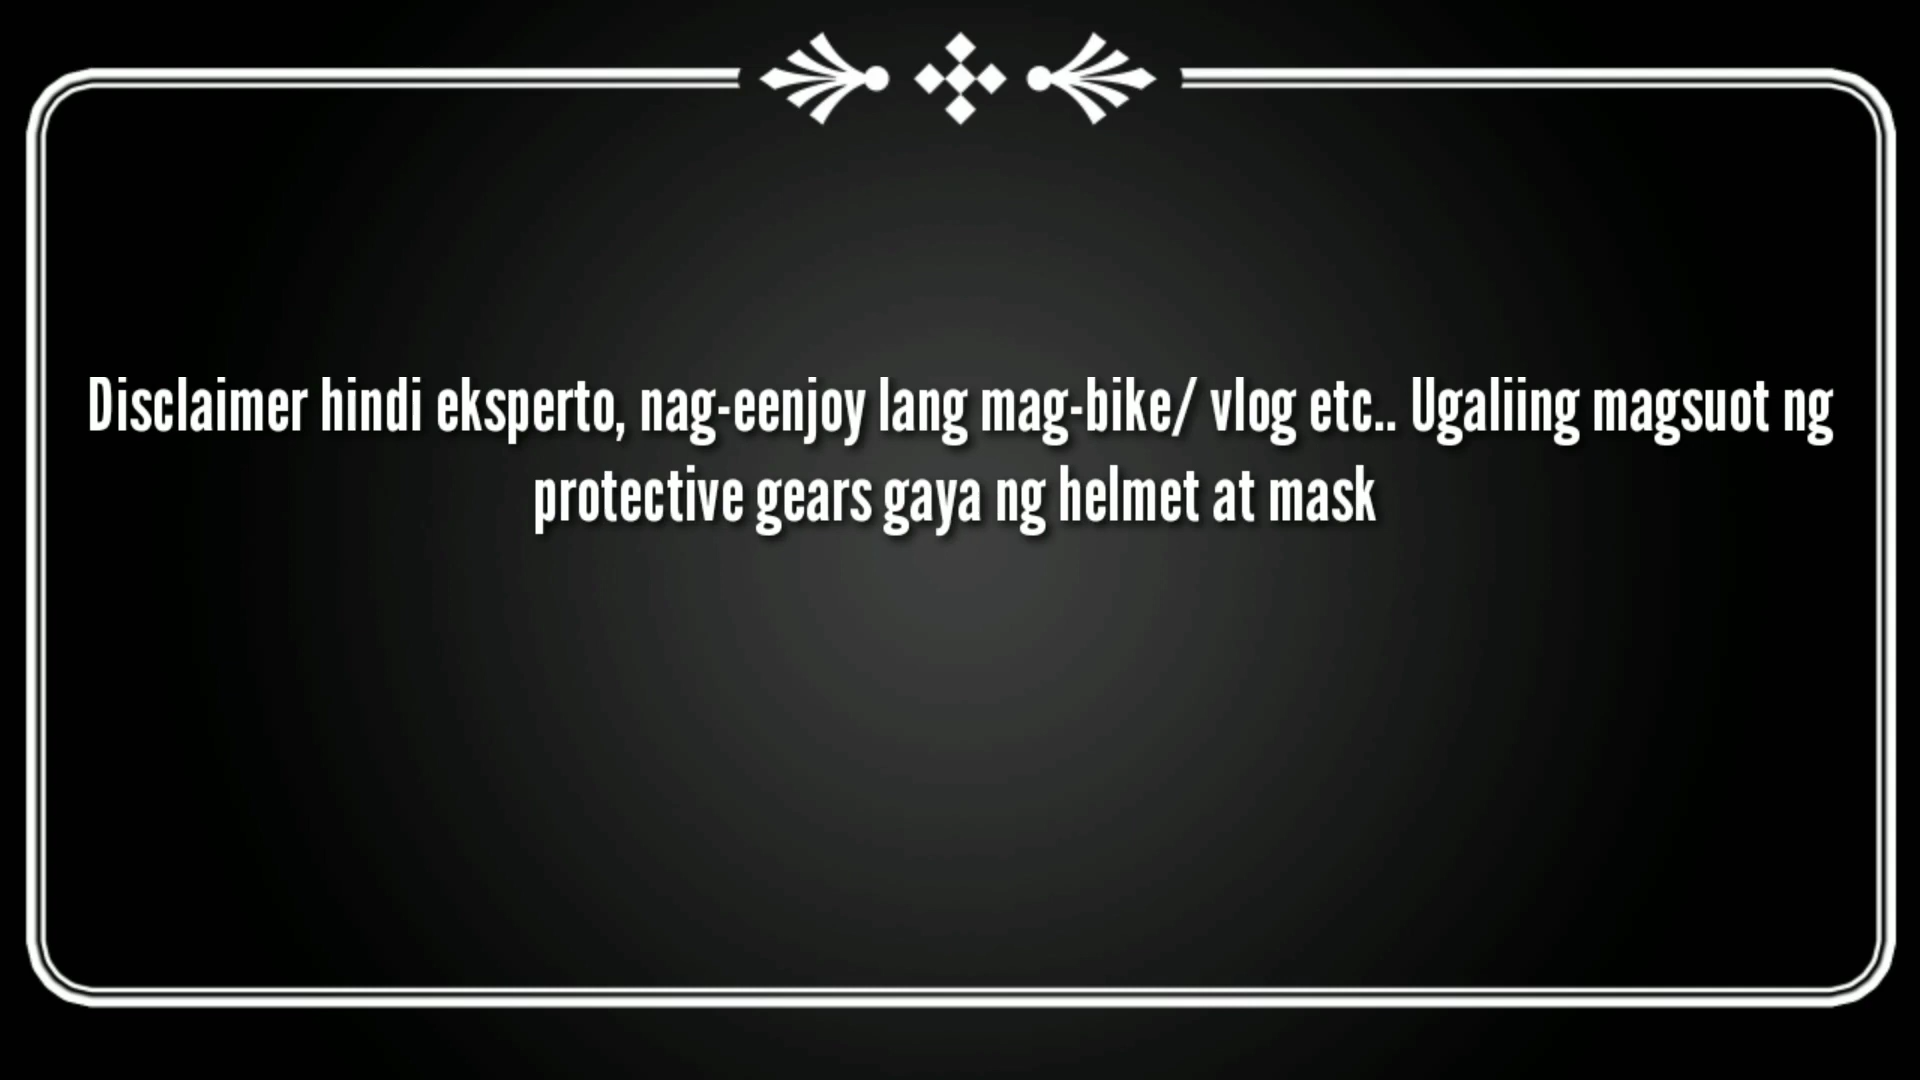 Disclaimer hindi eksperto, nag-eenjoy lang mag-bike/ vlog etc.. Ugaliing magsuot ng
protective gears gaya ng helmet at mask